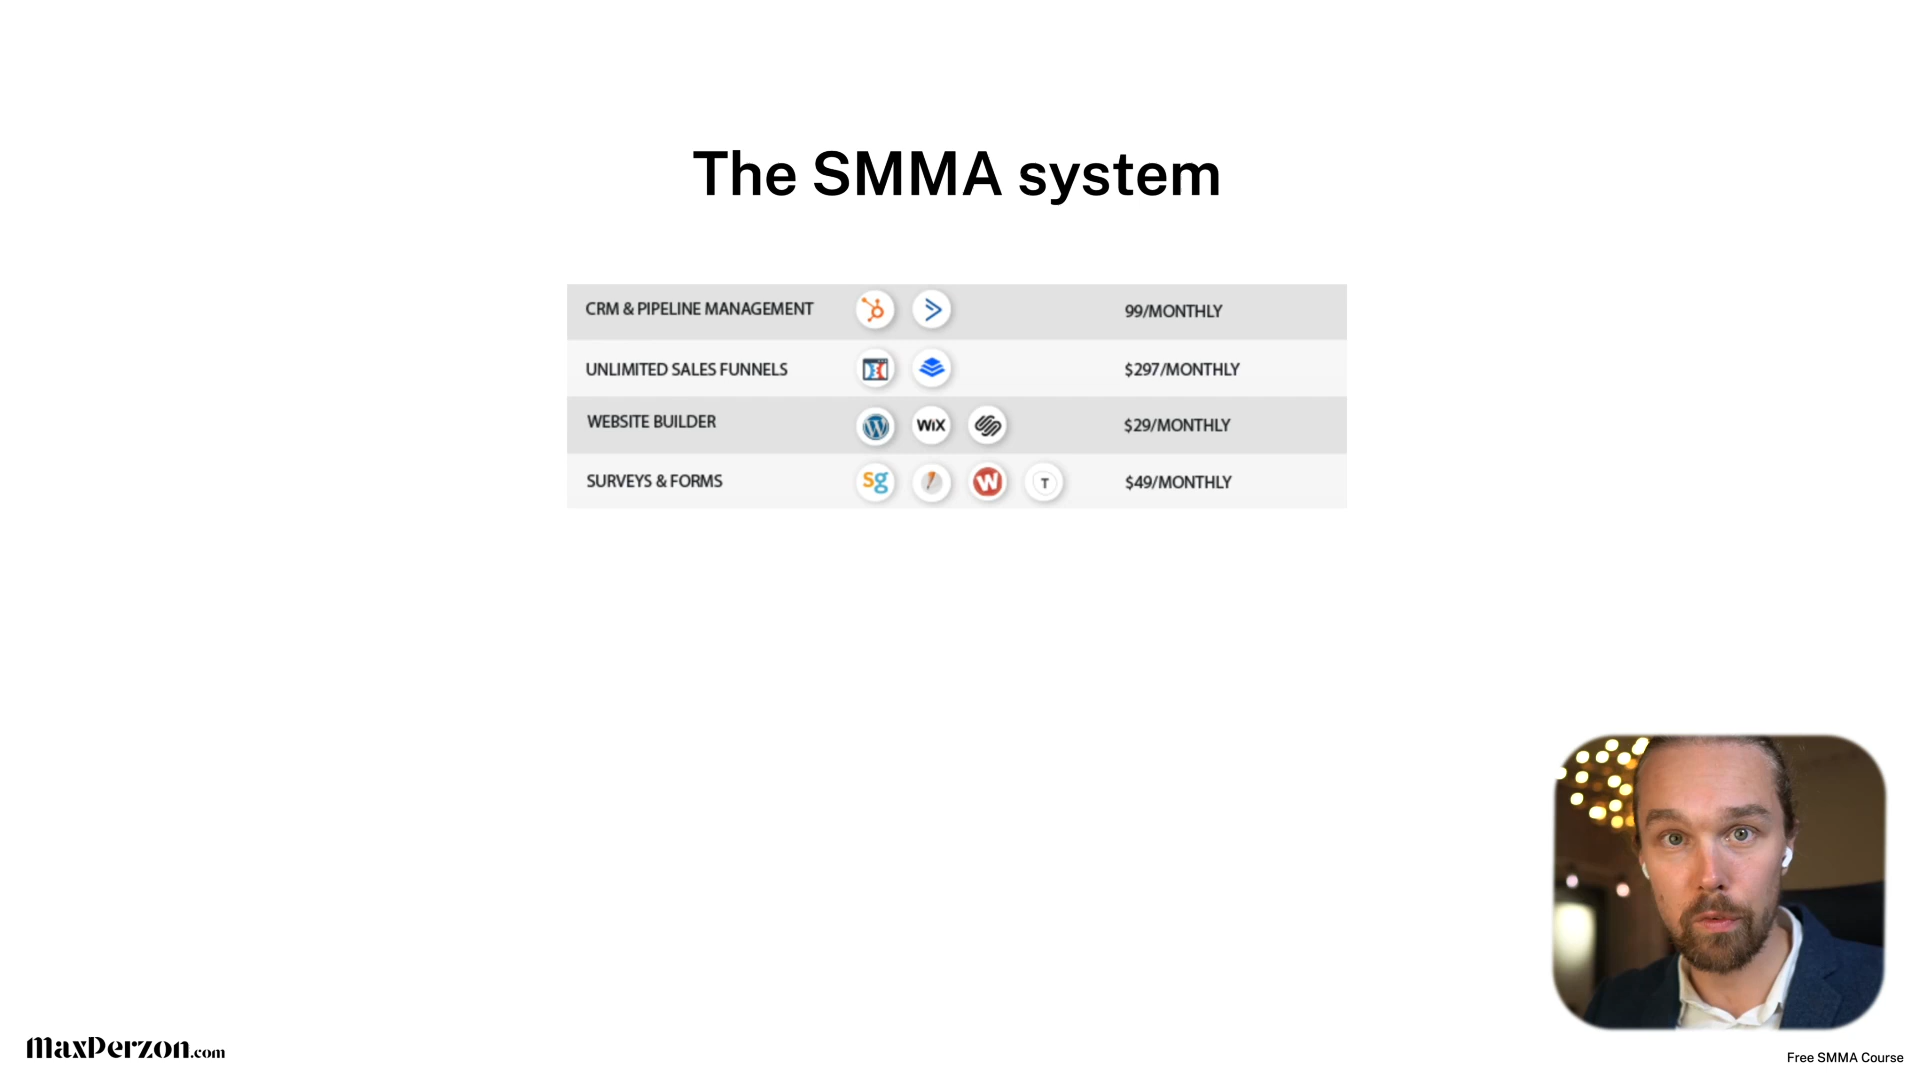 The SMMA system
CRM & PIPELINE MANAGEMENT 99/MONTHLY
UNLIMITED SALES FUNNELS $297/MONTHLY
WEBSITE BUILDER WiX $29/MONTHLY
SURVEYS & FORMS sg W T $49/MONTHLY
MaxPerzon.com
Free SMMA Course